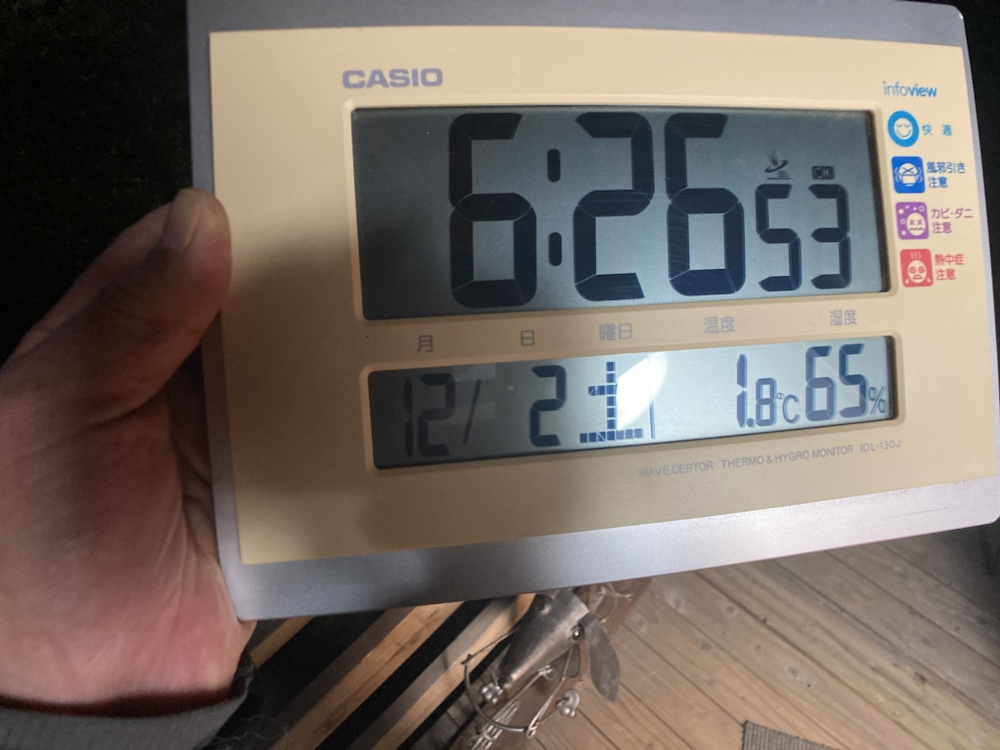 CASIO
infoview
6:26 53
快適
風邪引き
注意
カビ・ダニ
注意
熱中症
注意
月 日 曜日 温度 湿度
12/ 2 土 1.8℃ 65%
WAVE CEPTOR THERMO & HYGRO MONITOR IDL-130J